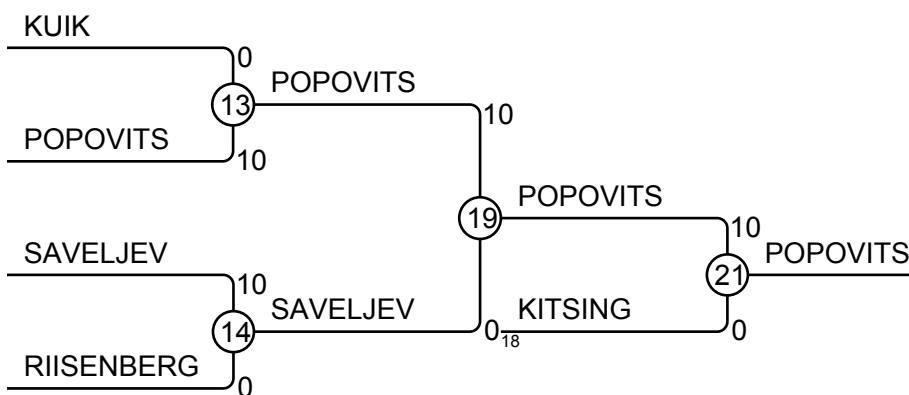 KUIK
0
13
POPOVITS
10
POPOVITS
10
19
POPOVITS
10
SAVELJEV
10
14
SAVELJEV
0
RIISENBERG
0
18
KITSING
0
21
POPOVITS